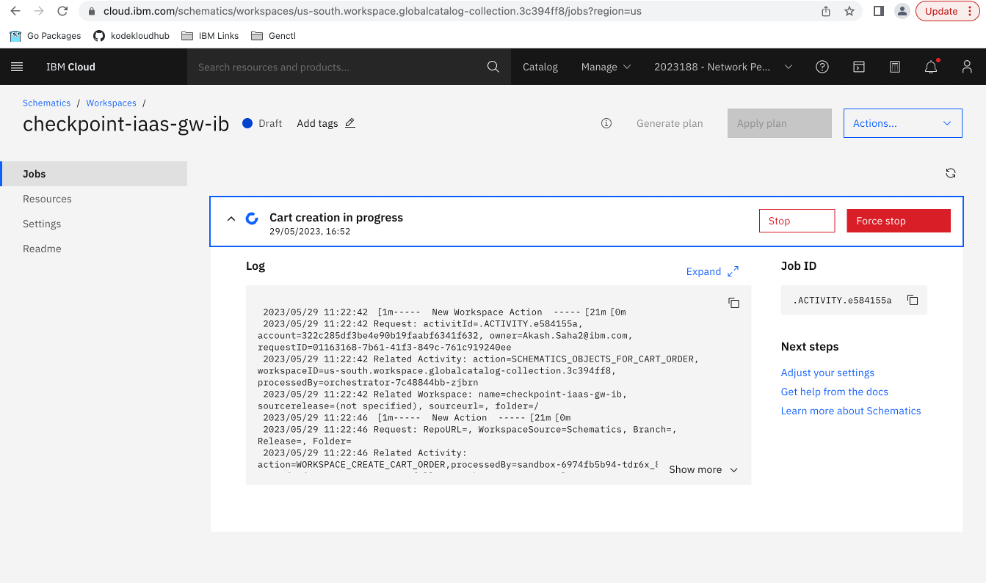 cloud.ibm.com/schematics/workspaces/us-south.workspace.globalcatalog-collection.3c394ff8/jobs?region=us
Update
Go Packages
kodekloudhub
IBM Links
Genctl
IBM Cloud
Search resources and products...
Catalog
Manage
2023188 - Network Pe...
Schematics / Workspaces /
checkpoint-iaas-gw-ib
Draft
Add tags
Generate plan
Apply plan
Actions...
Jobs
Resources
Settings
Readme
Cart creation in progress
29/05/2023, 16:52
Stop
Force stop
Log
Expand
2023/05/29 11:22:42 [1m----- New Workspace Action -----[21m[0m
2023/05/29 11:22:42 Request: activitId=.ACTIVITY.e584155a,
account=322c285df3be4e90b19faabf6341f632, owner=Akash.Saha2@ibm.com,
requestID=01163168-7b61-41f3-849c-761c919240ee
2023/05/29 11:22:42 Related Activity: action=SCHEMATICS_OBJECTS_FOR_CART_ORDER,
workspaceID=us-south.workspace.globalcatalog-collection.3c394ff8,
processedBy=orchestrator-7c48844bb-zjbrn
2023/05/29 11:22:42 Related Workspace: name=checkpoint-iaas-gw-ib,
sourcerelease=(not specified), sourceurl=, folder=/
2023/05/29 11:22:46 [1m----- New Action -----[21m[0m
2023/05/29 11:22:46 Request: RepoURL=, WorkspaceSource=Schematics, Branch=,
Release=, Folder=
2023/05/29 11:22:46 Related Activity:
action=WORKSPACE_CREATE_CART_ORDER,processedBy=sandbox-6974fb5b94-tdr6x_
Show more
Job ID
.ACTIVITY.e584155a
Next steps
Adjust your settings
Get help from the docs
Learn more about Schematics